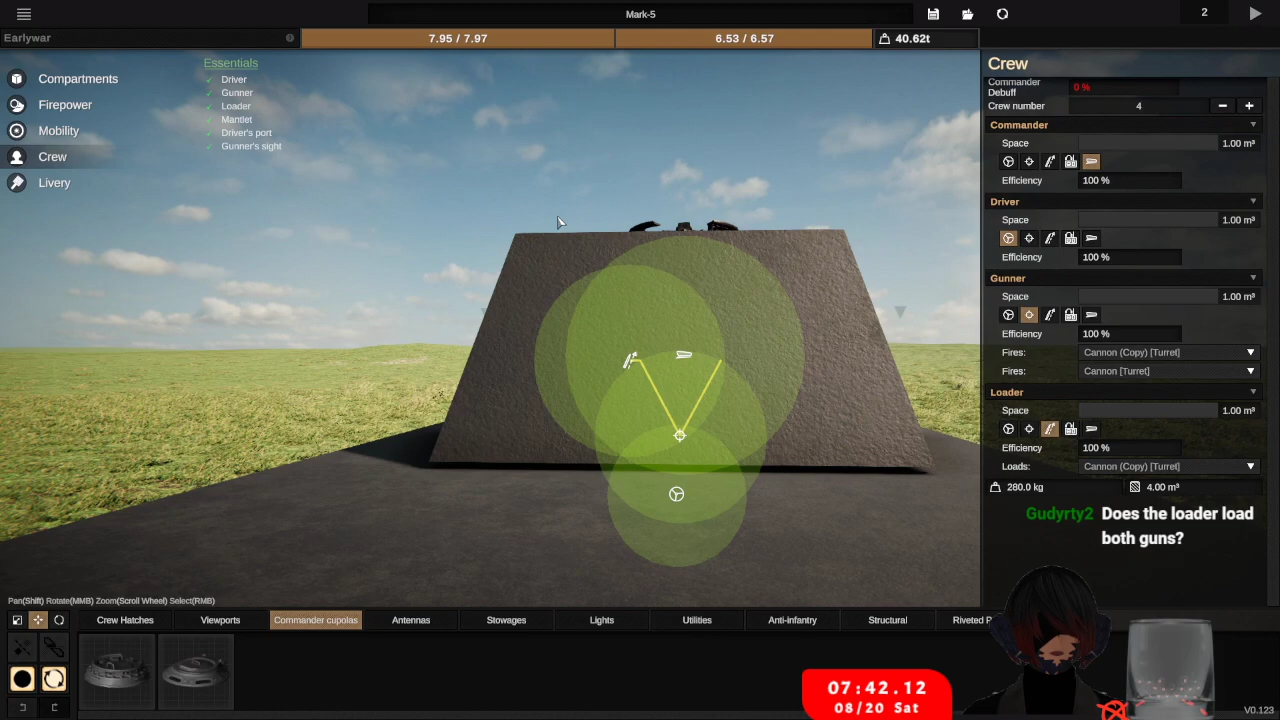 Mark-5
2
Earlywar
7.95 / 7.97
6.53 / 6.57
40.62t
Compartments
Firepower
Mobility
Crew
Livery
Essentials
Driver
Gunner
Loader
Mantlet
Driver's port
Gunner's sight
Crew
Commander
Debuff
0 %
Crew number
4
Commander
Space
1.00 m³
Efficiency
100 %
Driver
Space
1.00 m³
Efficiency
100 %
Gunner
Space
1.00 m³
Efficiency
100 %
Fires:
Cannon (Copy) [Turret]
Fires:
Cannon [Turret]
Loader
Space
1.00 m³
Efficiency
100 %
Loads:
Cannon (Copy) [Turret]
280.0 kg
4.00 m³
Gudyrty2 Does the loader load
both guns?
Pan(Shift) Rotate(MMB) Zoom(Scroll Wheel) Select(RMB)
Crew Hatches
Viewports
Commander cupolas
Antennas
Stowages
Lights
Utilities
Anti-infantry
Structural
Riveted
07:42.12
08/20 Sat
V0.123